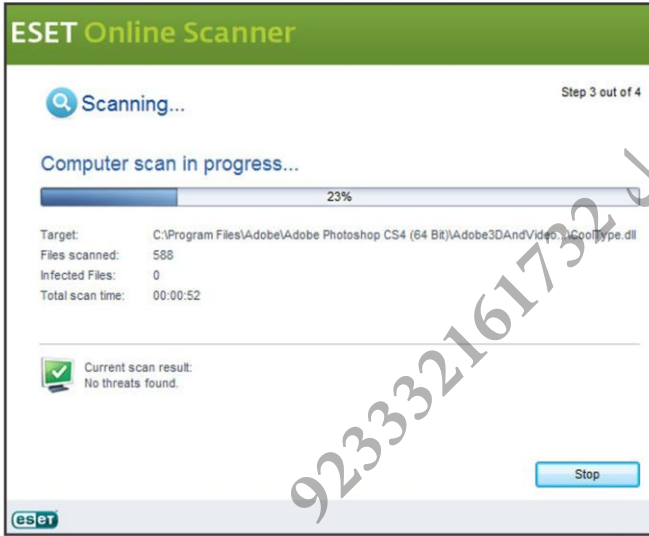 ESET Online Scanner
Scanning...
Step 3 out of 4
Computer scan in progress...
23%
Target: C:\Program Files\Adobe\Adobe Photoshop CS4 (64 Bit)\Adobe3DAndVideo...\CoolType.dll
Files scanned: 588
Infected Files: 0
Total scan time: 00:00:52
Current scan result:
No threats found.
923332161732
Stop
eset